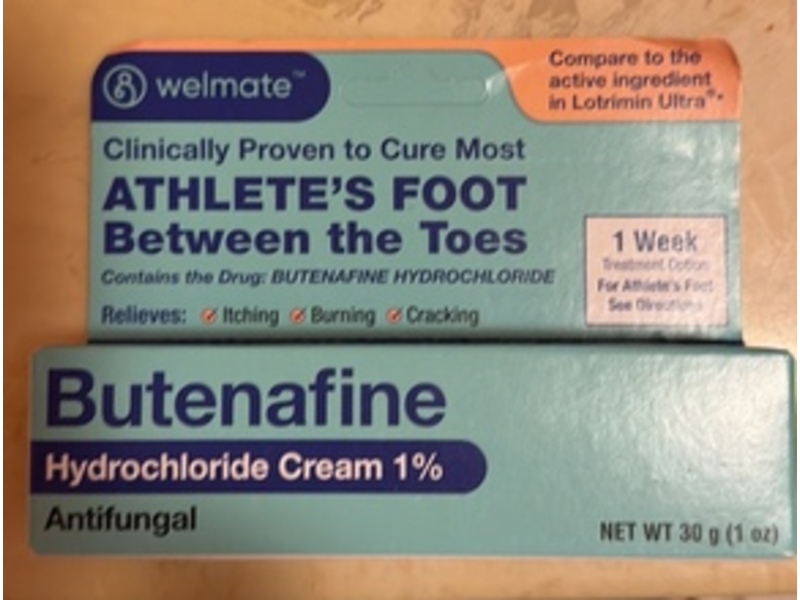 welmate™
Compare to the
active ingredient
in Lotrimin Ultra®*
Clinically Proven to Cure Most
ATHLETE'S FOOT
Between the Toes
Contains the Drug: BUTENAFINE HYDROCHLORIDE
Relieves: Itching Burning Cracking
1 Week
Treatment Option
For Athlete's Foot
See Directions
Butenafine
Hydrochloride Cream 1%
Antifungal
NET WT 30 g (1 oz)